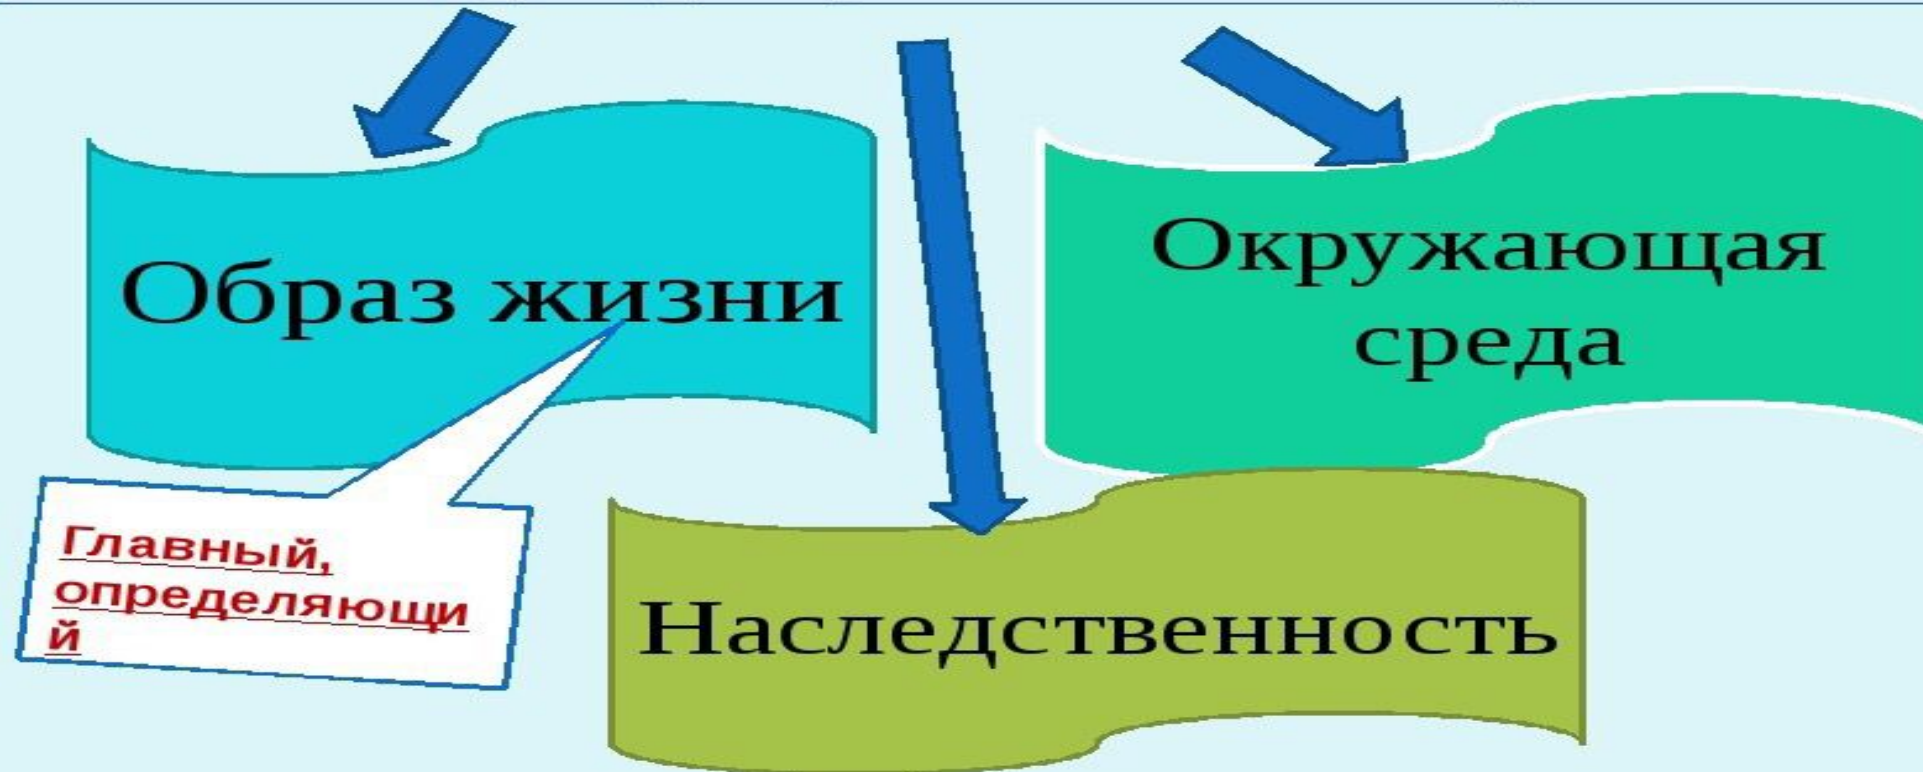 Образ жизни
Окружающая
среда
Главный,
определяющи
й
Наследственность